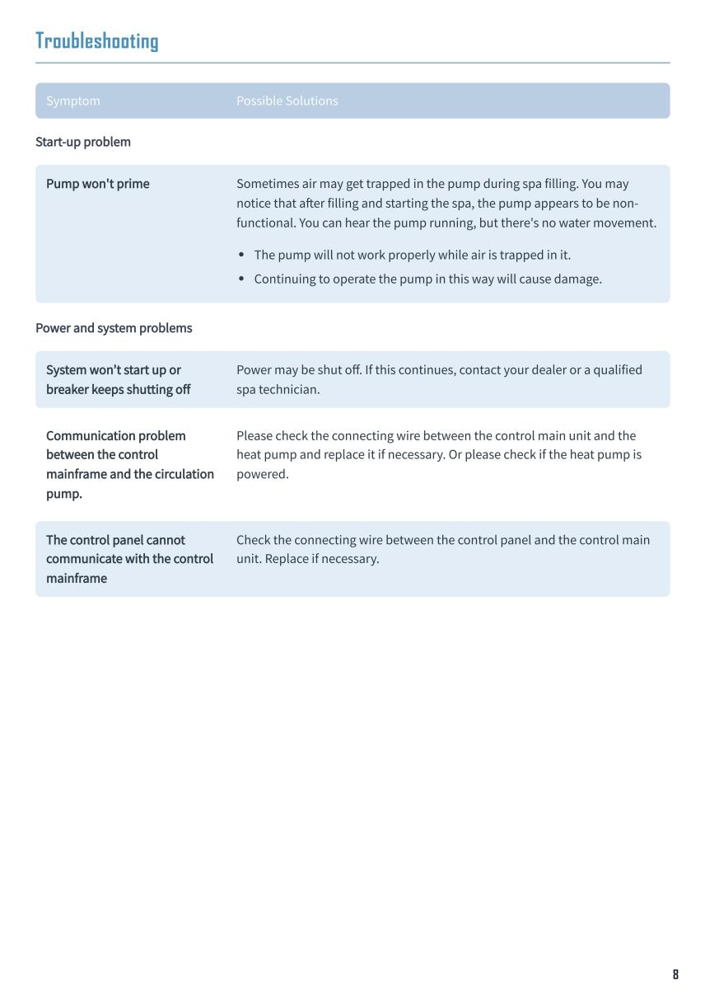 Troubleshooting
Symptom
Possible Solutions
Start-up problem
Pump won't prime
Sometimes air may get trapped in the pump during spa filling. You may
notice that after filling and starting the spa, the pump appears to be non-
functional. You can hear the pump running, but there's no water movement.
• The pump will not work properly while air is trapped in it.
• Continuing to operate the pump in this way will cause damage.
Power and system problems
System won’t start up or
breaker keeps shutting off
Power may be shut off. If this continues, contact your dealer or a qualified
spa technician.
Communication problem
between the control
mainframe and the circulation
pump.
Please check the connecting wire between the control main unit and the
heat pump and replace it if necessary. Or please check if the heat pump is
powered.
The control panel cannot
communicate with the control
mainframe
Check the connecting wire between the control panel and the control main
unit. Replace if necessary.
8